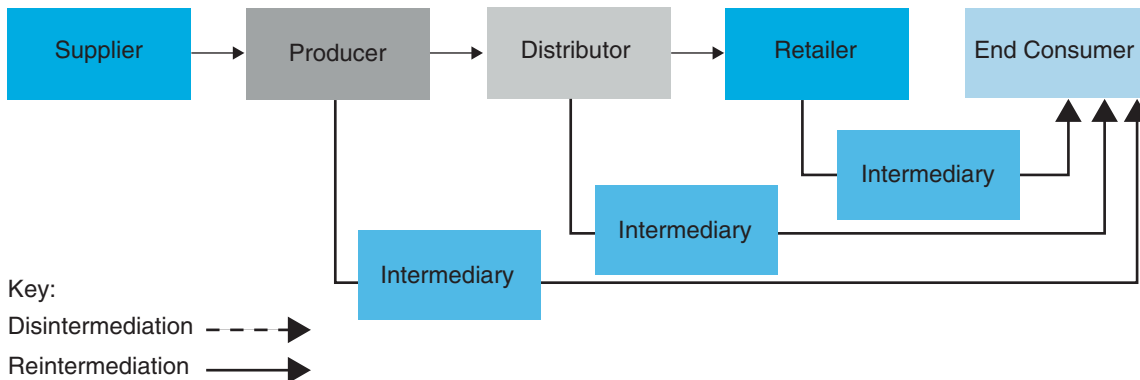 Supplier
Producer
Distributor
Retailer
End Consumer
Intermediary
Intermediary
Intermediary
Key:
Disintermediation
Reintermediation